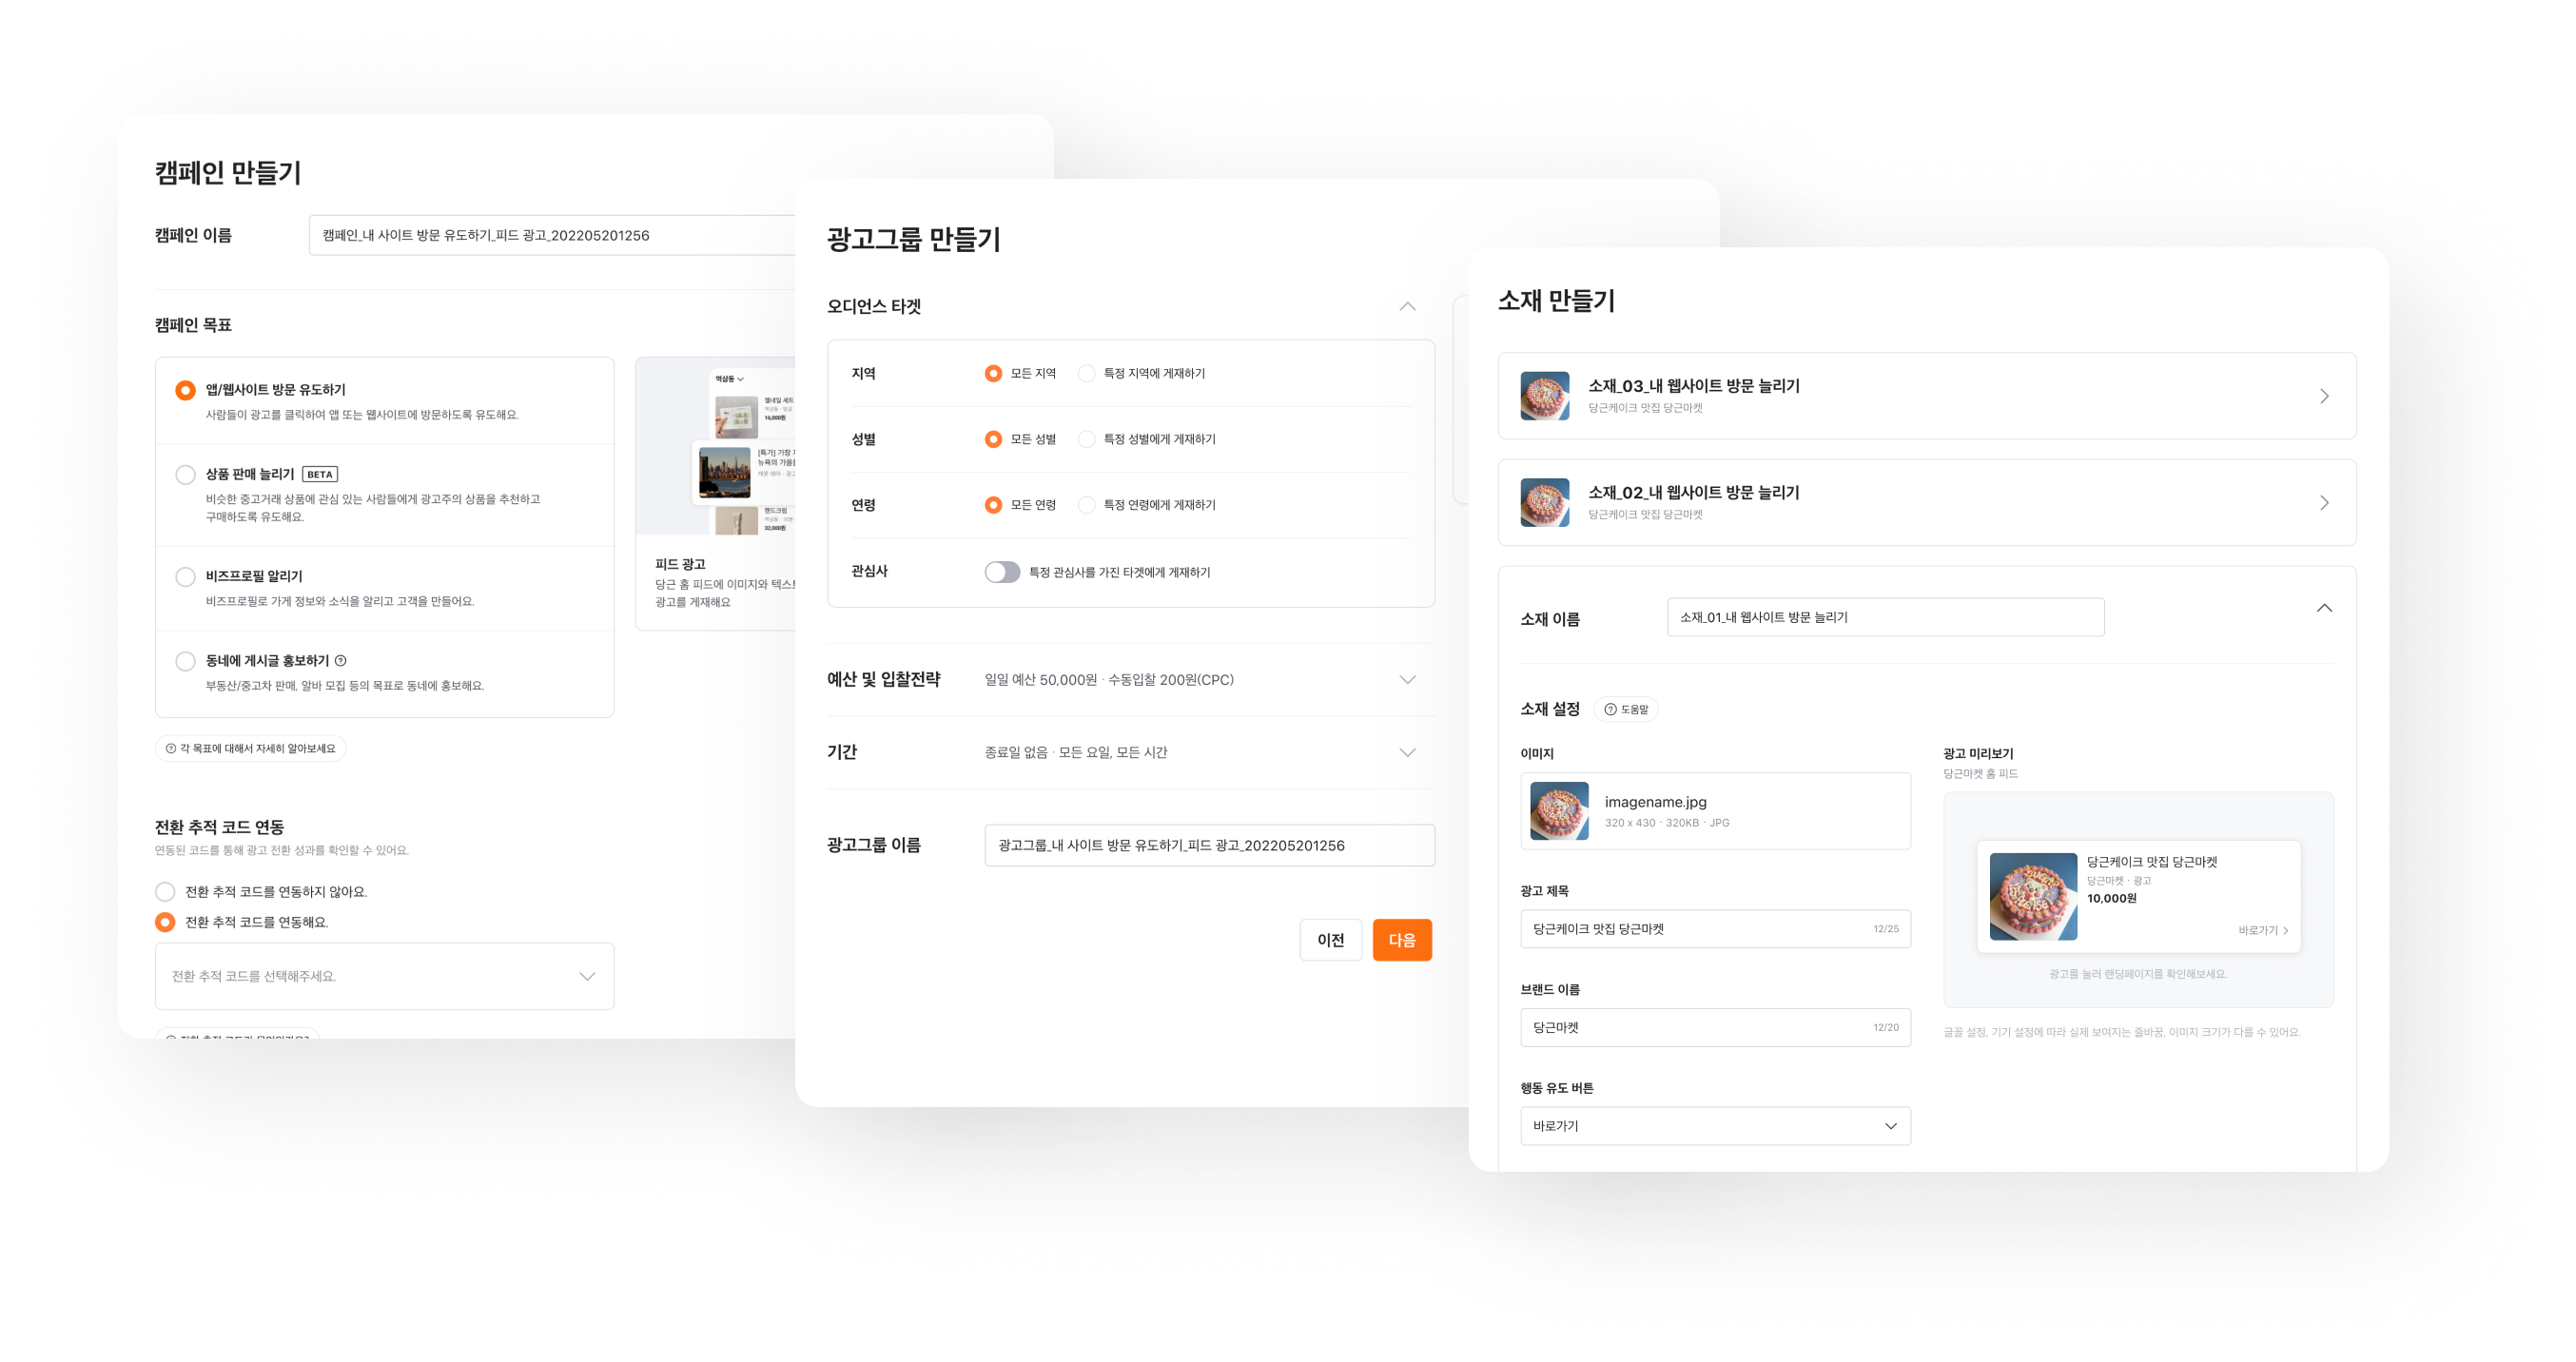 캠페인 만들기
캠페인 이름
캠페인_내 사이트 방문 유도하기_피드 광고_202205201256
캠페인 목표
앱/웹사이트 방문 유도하기
사람들이 광고를 클릭하여 앱 또는 웹사이트에 방문하도록 유도해요.
상품 판매 늘리기 BETA
비슷한 중고거래 상품에 관심 있는 사람들에게 광고주의 상품을 추천하고
구매하도록 유도해요.
비즈프로필 알리기
비즈프로필로 가게 정보와 소식을 알리고 고객을 만들어요.
동네에 게시글 홍보하기
부동산/중고차 판매, 알바 모집 등의 목표로 동네에 홍보해요.
각 목표에 대해서 자세히 알아보세요
역삼동
16,000원
[특가] 가장
뉴욕의 가을
핸드크림
32,000원
피드 광고
당근 홈 피드에 이미지와 텍스
광고를 게재해요
전환 추적 코드 연동
연동된 코드를 통해 광고 전환 성과를 확인할 수 있어요.
전환 추적 코드를 연동하지 않아요.
전환 추적 코드를 연동해요.
전환 추적 코드를 선택해주세요.
광고그룹 만들기
오디언스 타겟
지역 모든 지역 특정 지역에 게재하기
성별 모든 성별 특정 성별에게 게재하기
연령 모든 연령 특정 연령에게 게재하기
관심사 특정 관심사를 가진 타겟에게 게재하기
예산 및 입찰전략 일일 예산 50,000원 · 수동입찰 200원(CPC)
기간 종료일 없음 · 모든 요일, 모든 시간
광고그룹 이름 광고그룹_내 사이트 방문 유도하기_피드 광고_202205201256
이전 다음
소재 만들기
소재_03_내 웹사이트 방문 늘리기
당근케이크 맛집 당근마켓
소재_02_내 웹사이트 방문 늘리기
당근케이크 맛집 당근마켓
소재 이름 소재_01_내 웹사이트 방문 늘리기
소재 설정 도움말
이미지
imagename.jpg
320 x 430 · 320KB · JPG
광고 제목
당근케이크 맛집 당근마켓 12/25
브랜드 이름
당근마켓 12/20
행동 유도 버튼
바로가기
광고 미리보기
당근마켓 홈 피드
당근케이크 맛집 당근마켓
당근마켓 · 광고
10,000원
바로가기
광고를 눌러 랜딩페이지를 확인해보세요.
글꼴 설정, 기기 설정에 따라 실제 보여지는 줄바꿈, 이미지 크기가 다를 수 있어요.